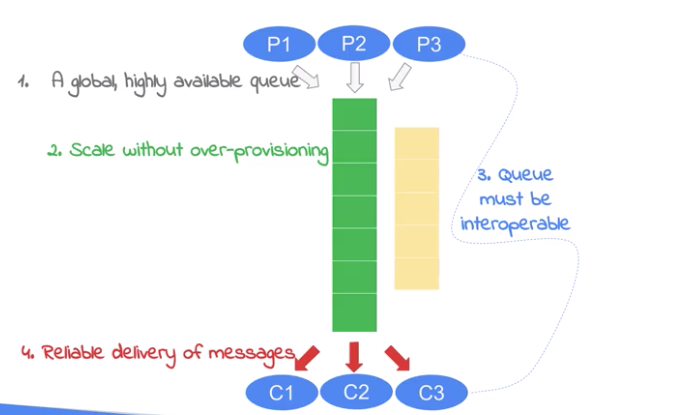 P1 P2 P3
1. A global, highly available queue
2. Scale without over-provisioning
3. Queue
must be
interoperable
4. Reliable delivery of messages
C1 C2 C3